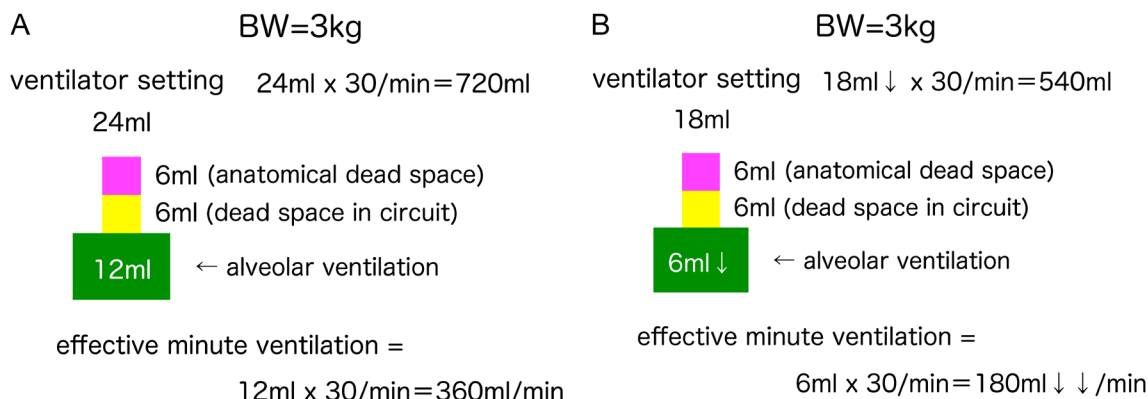 A
BW=3kg
ventilator setting 24ml x 30/min=720ml
24ml
6ml (anatomical dead space)
6ml (dead space in circuit)
12ml ← alveolar ventilation
effective minute ventilation =
12ml x 30/min=360ml/min
B
BW=3kg
ventilator setting 18ml↓ x 30/min=540ml
18ml
6ml (anatomical dead space)
6ml (dead space in circuit)
6ml↓ ← alveolar ventilation
effective minute ventilation =
6ml x 30/min=180ml↓↓/min